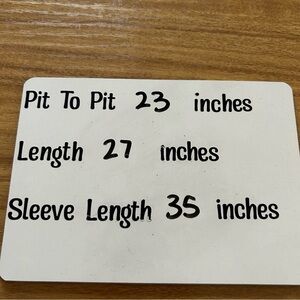 Pit To Pit 23 inches
Length 27 inches
Sleeve Length 35 inches